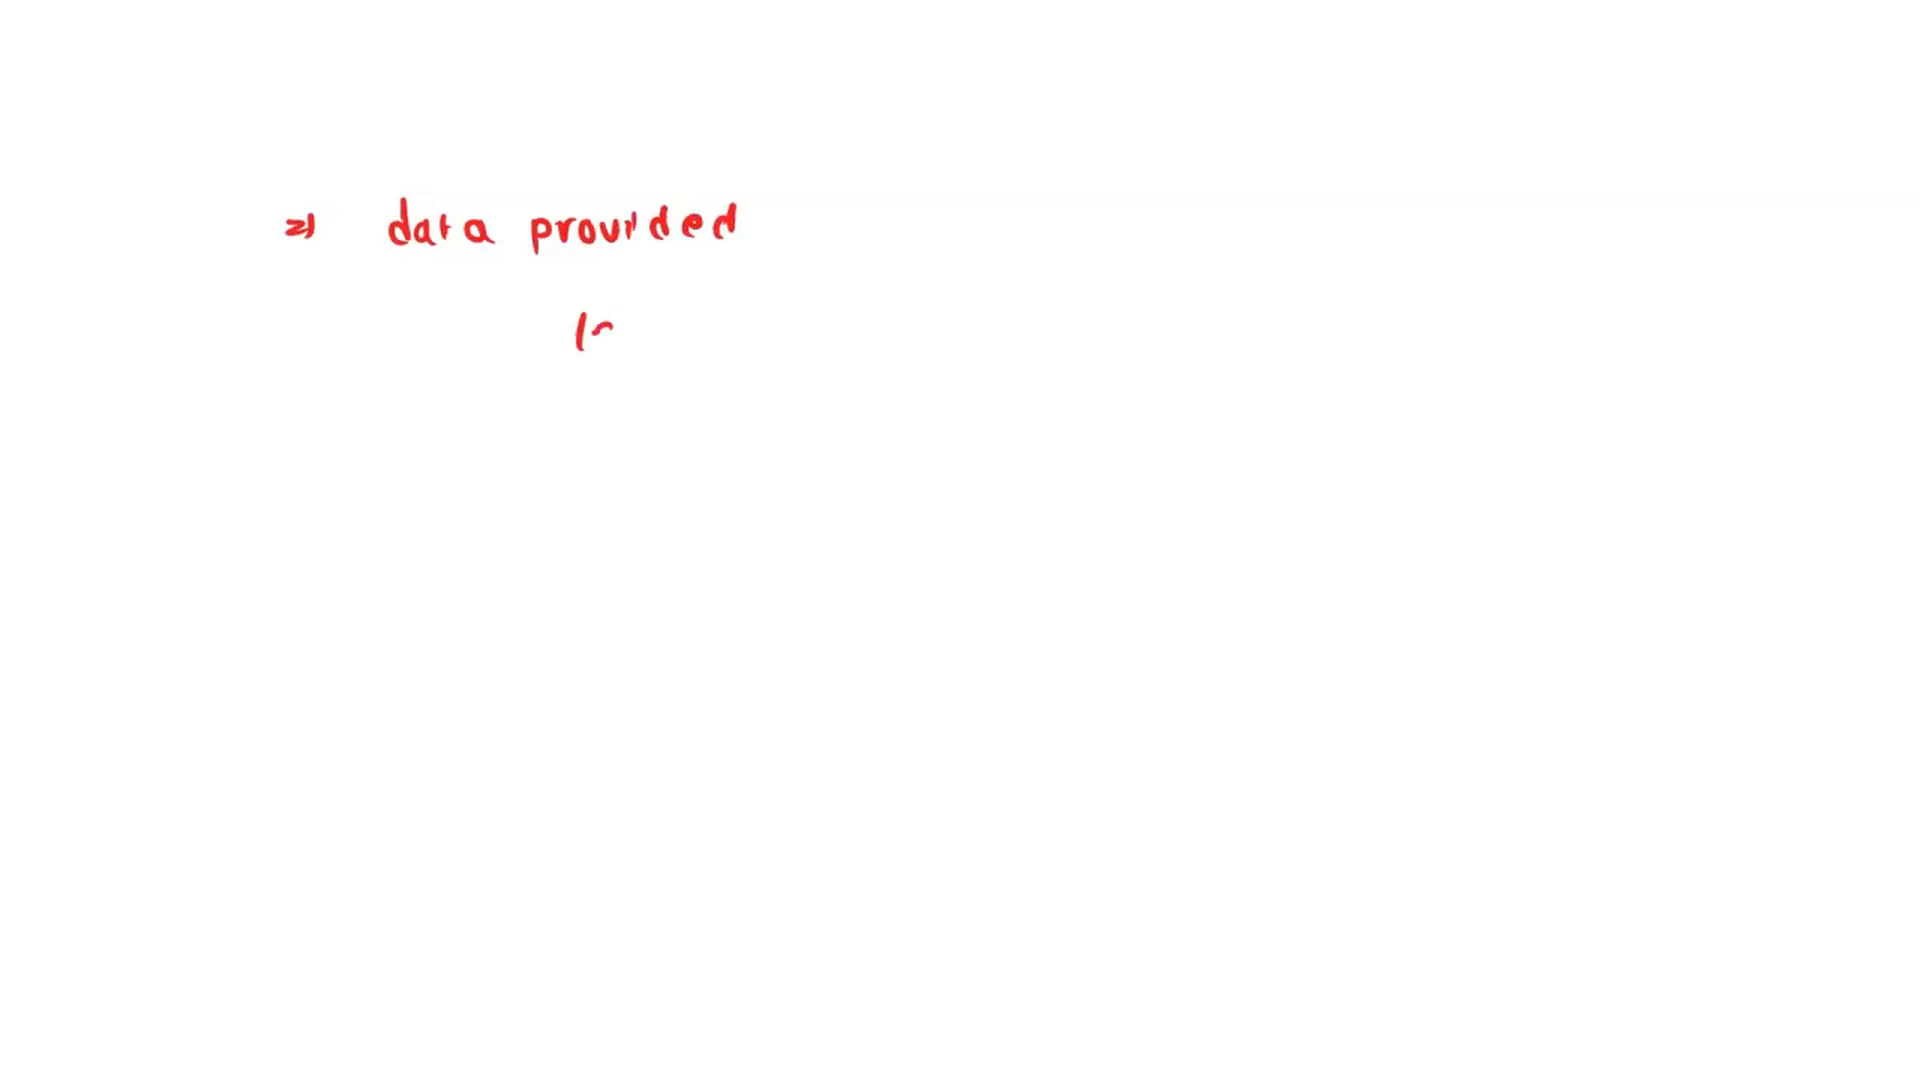 ⇒ data provided